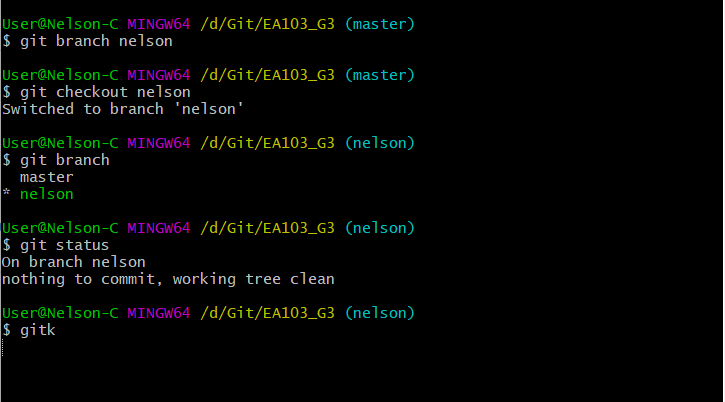 User@Nelson-C MINGW64 /d/Git/EA103_G3 (master)
$ git branch nelson
User@Nelson-C MINGW64 /d/Git/EA103_G3 (master)
$ git checkout nelson
Switched to branch 'nelson'
User@Nelson-C MINGW64 /d/Git/EA103_G3 (nelson)
$ git branch
  master
* nelson
User@Nelson-C MINGW64 /d/Git/EA103_G3 (nelson)
$ git status
On branch nelson
nothing to commit, working tree clean
User@Nelson-C MINGW64 /d/Git/EA103_G3 (nelson)
$ gitk